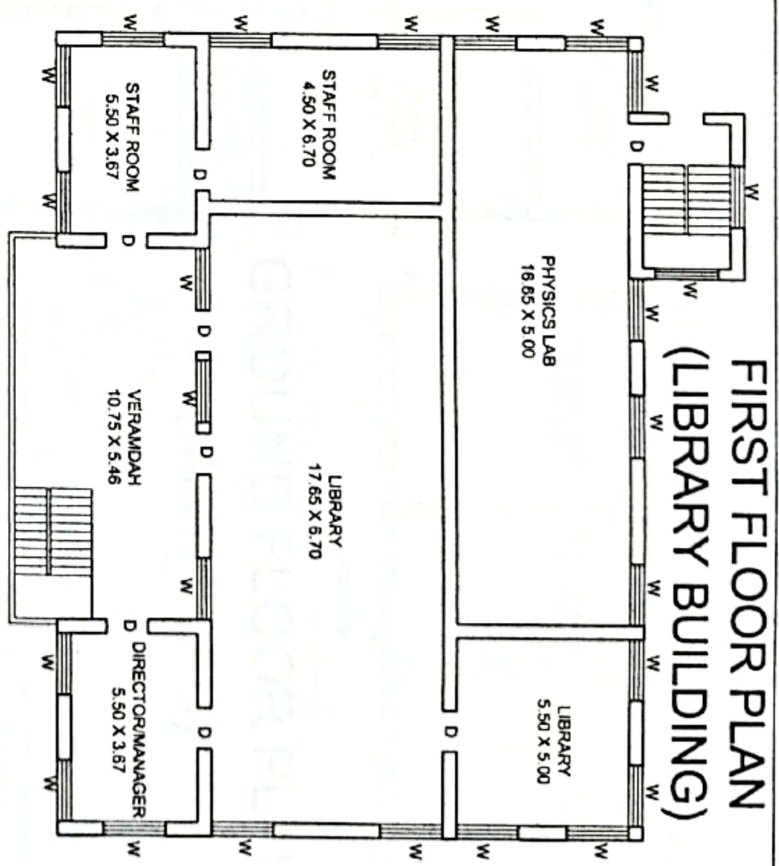 FIRST FLOOR PLAN
(LIBRARY BUILDING)
W
W
W W W W W W
D
W
PHYSICS LAB
16.65 X 5.00
LIBRARY
5.50 X 5.00
W W
D
W W
STAFF ROOM
4.50 X 6.70
LIBRARY
17.65 X 6.70
W W
D D D D
W W W
W D D W
STAFF ROOM
5.50 X 3.67
VERAMDAH
10.75 X 5.46
DIRECTOR/MANAGER
5.50 X 3.67
W W W W